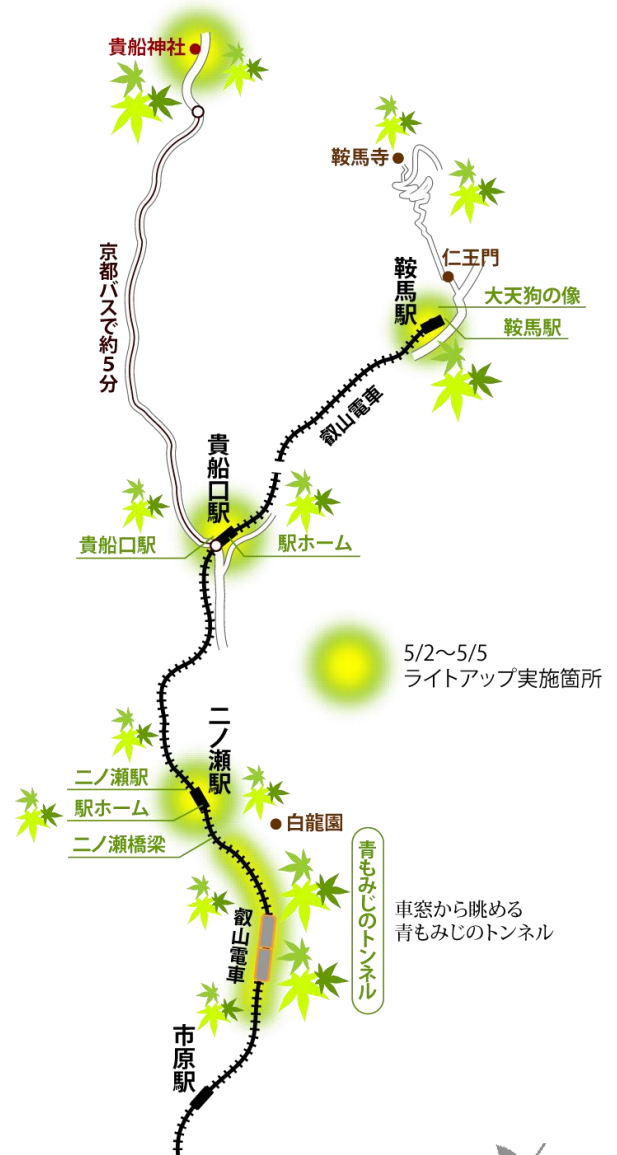 貴船神社
鞍馬寺
仁王門
京都バスで約5分
鞍馬駅
大天狗の像
鞍馬駅
叡山電車
貴船口駅
貴船口駅
駅ホーム
5/2〜5/5
ライトアップ実施箇所
二ノ瀬駅
二ノ瀬駅
駅ホーム
二ノ瀬橋梁
白龍園
青もみじのトンネル
車窓から眺める
青もみじのトンネル
叡山電車
市原駅